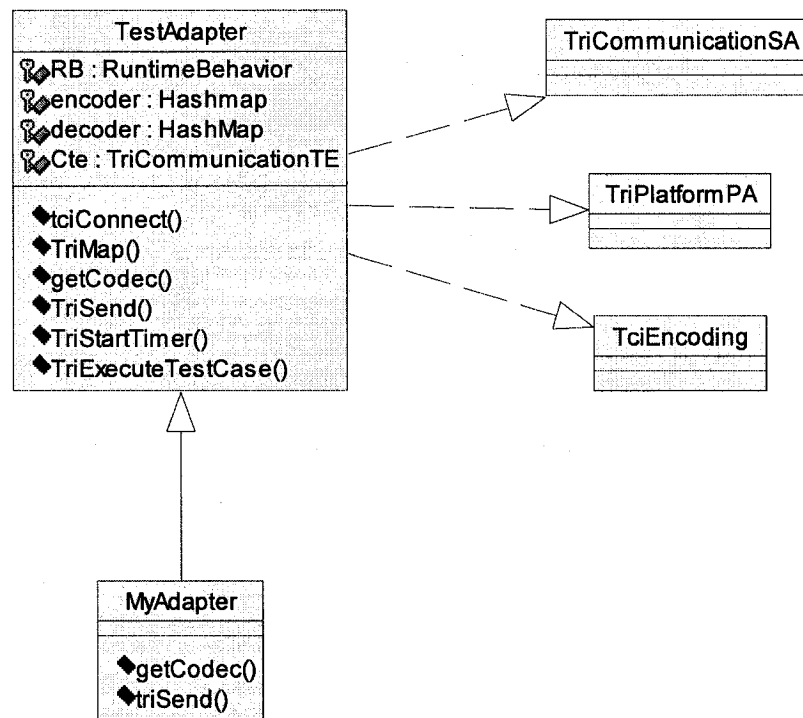 TestAdapter
RB : RuntimeBehavior
encoder : Hashmap
decoder : HashMap
Cte : TriCommunicationTE
tciConnect()
TriMap()
getCodec()
TriSend()
TriStartTimer()
TriExecuteTestCase()
TriCommunicationSA
TriPlatformPA
TciEncoding
MyAdapter
getCodec()
triSend()